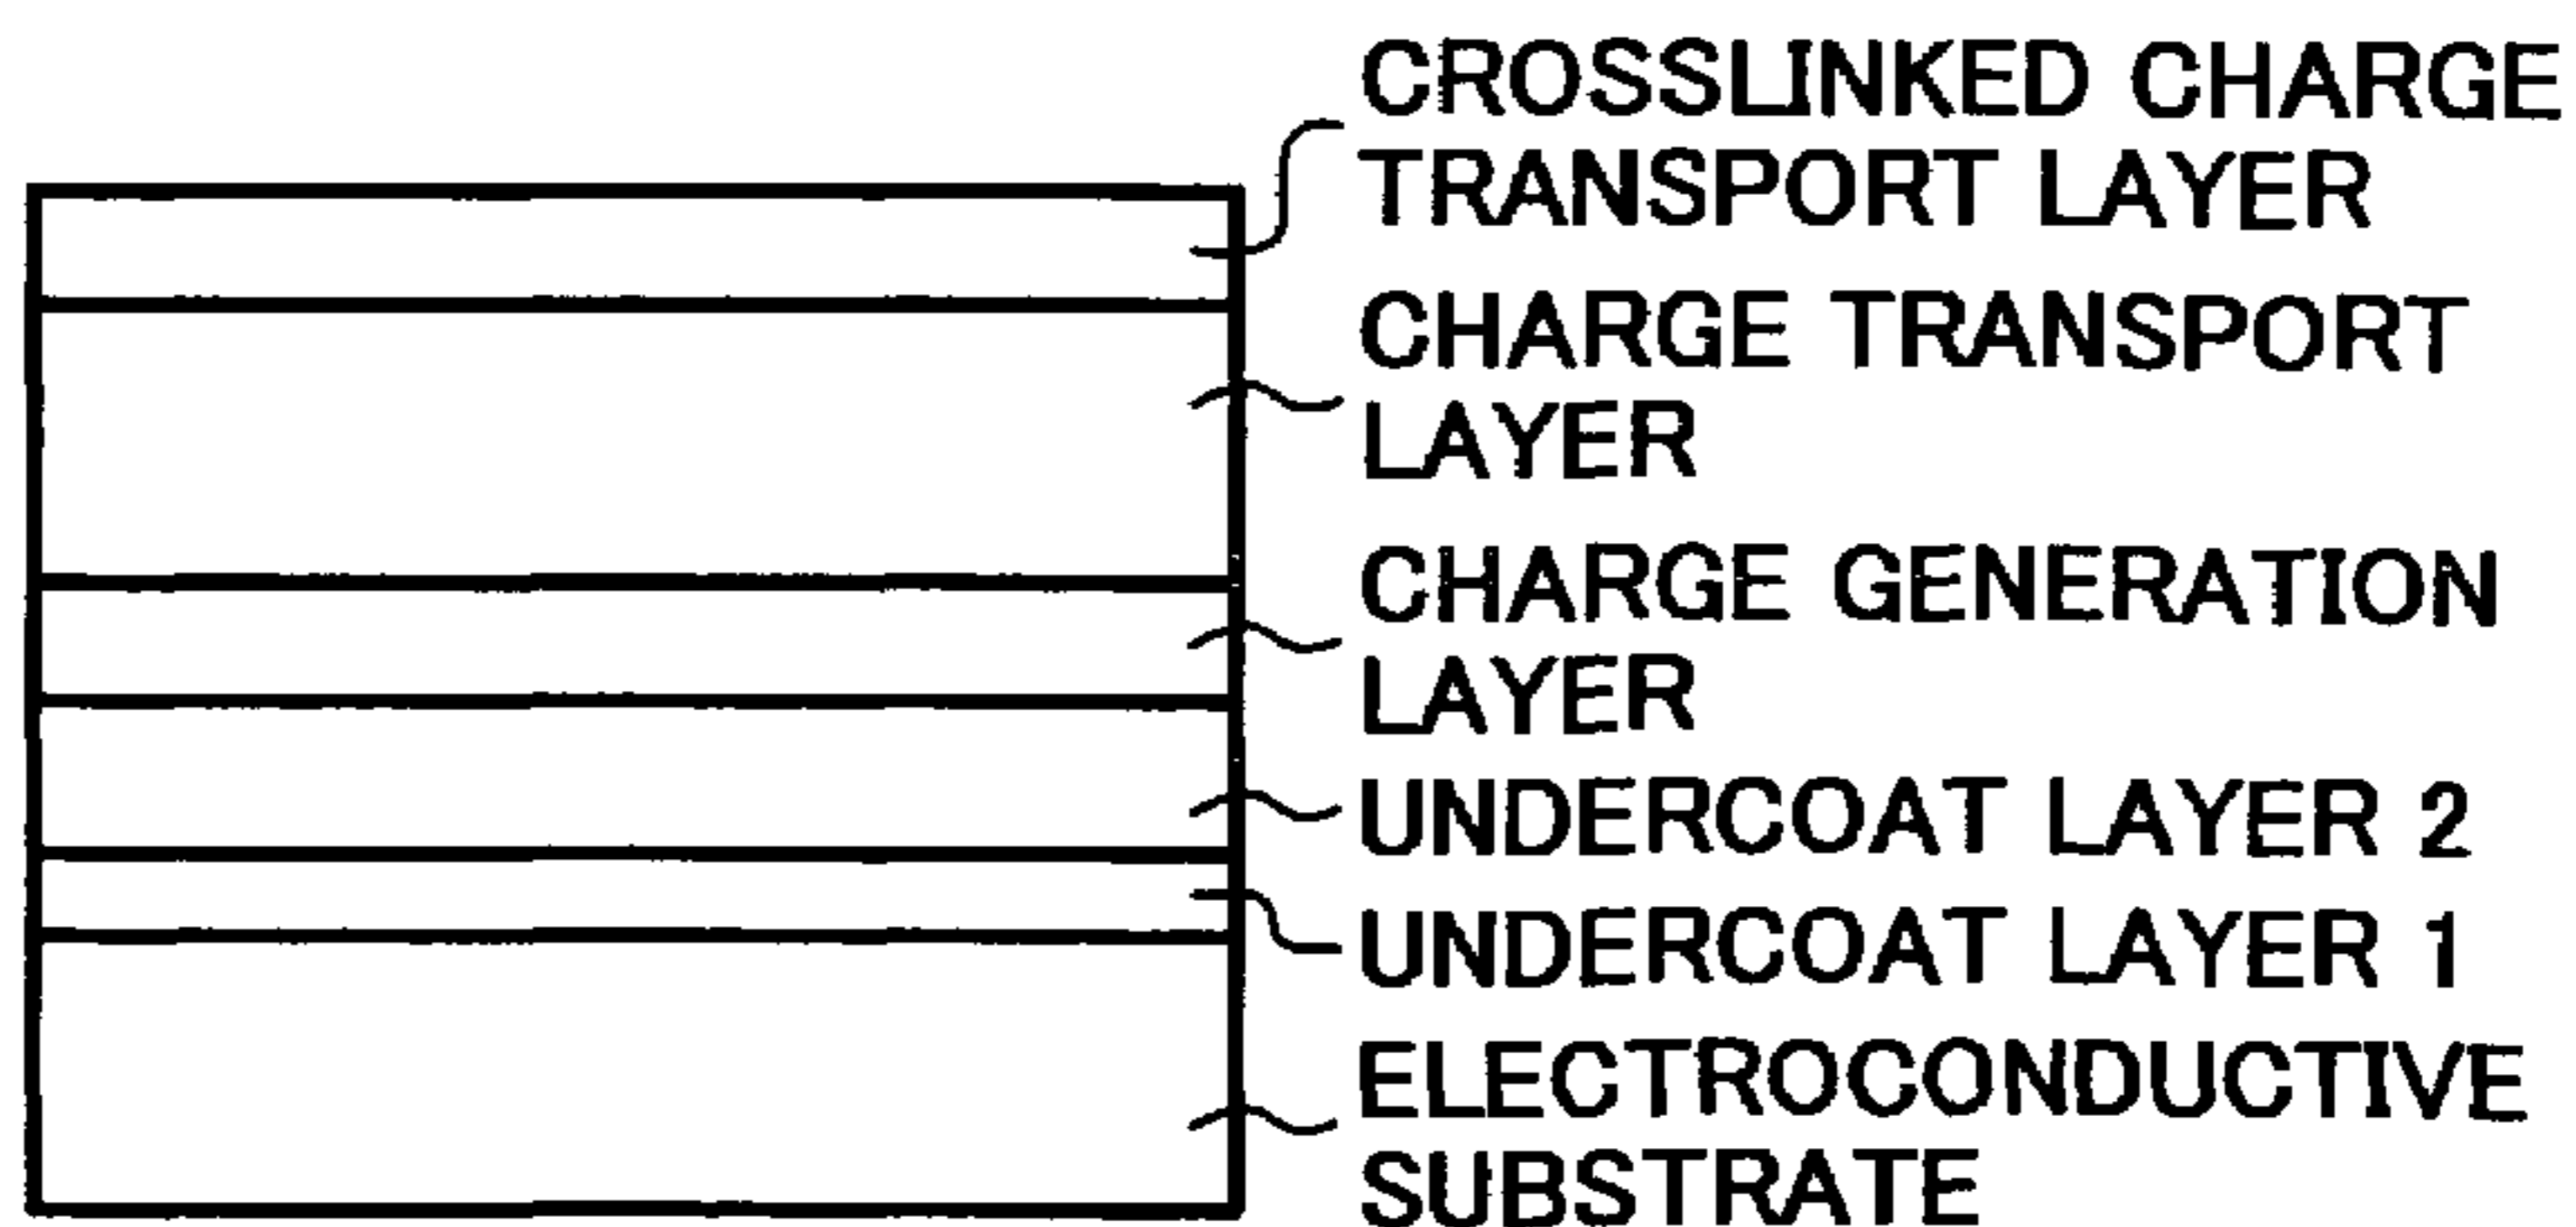 CROSSLINKED CHARGE
TRANSPORT LAYER
CHARGE TRANSPORT
LAYER
CHARGE GENERATION
LAYER
UNDERCOAT LAYER 2
UNDERCOAT LAYER 1
ELECTROCONDUCTIVE
SUBSTRATE